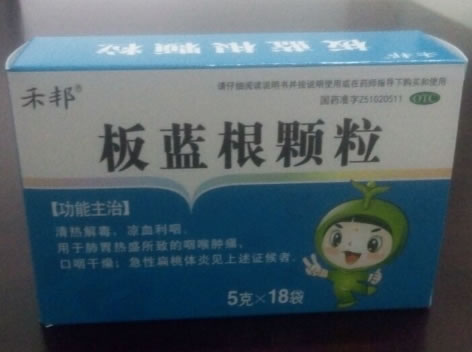 板蓝根颗粒 禾邦
禾邦®
请仔细阅读说明书并按说明使用或在药师指导下购买和使用
国药准字Z51020511
OTC
板蓝根颗粒
【功能主治】
清热解毒，凉血利咽。
用于肺胃热盛所致的咽喉肿痛、
口咽干燥；急性扁桃体炎见上述证候者。
5克×18袋